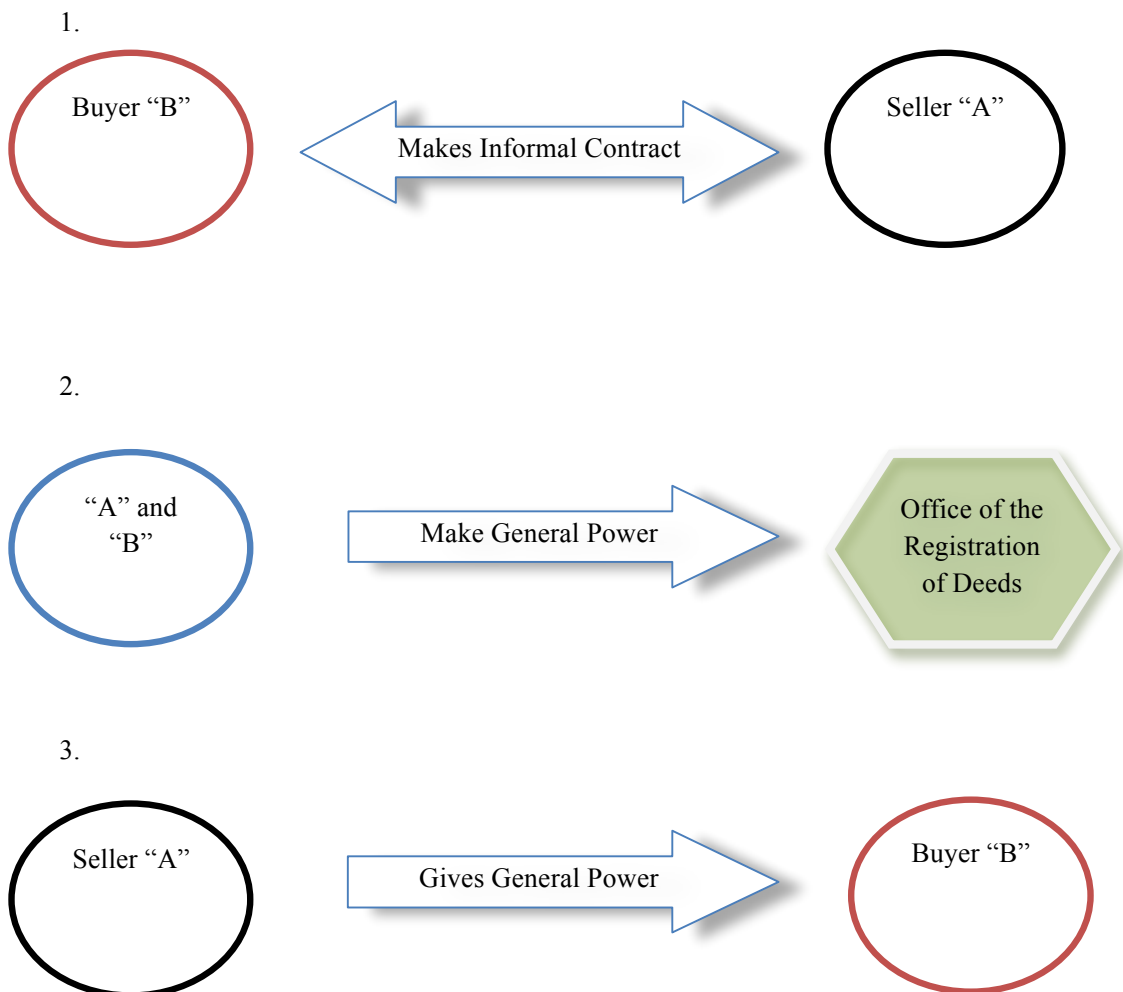 1.
Buyer “B”
Makes Informal Contract
Seller “A”
2.
“A” and
“B”
Make General Power
Office of the
Registration
of Deeds
3.
Seller “A”
Gives General Power
Buyer “B”